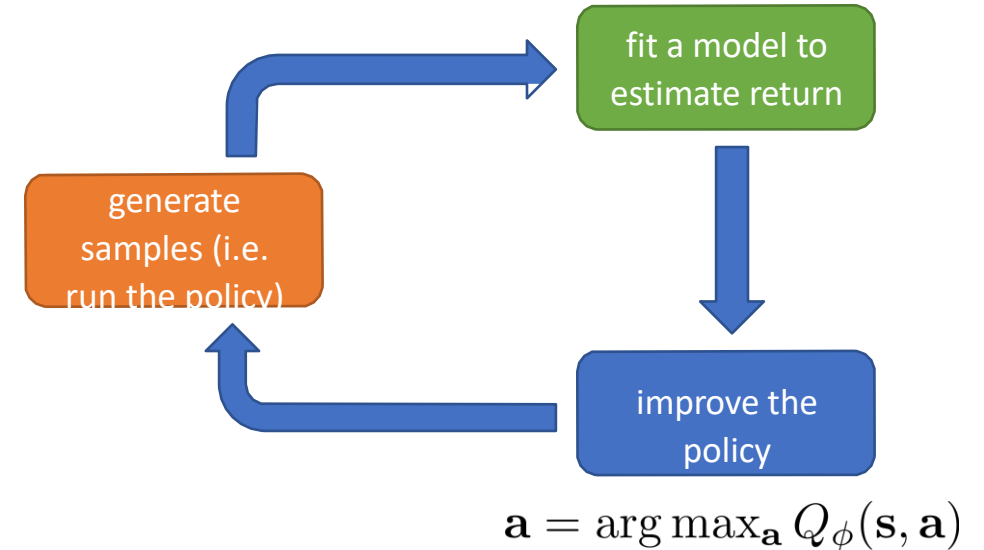 fit a model to
estimate return
generate
samples (i.e.
run the policy)
improve the
policy
𝐚 = arg max_𝐚 Q_ϕ(𝐬, 𝐚)